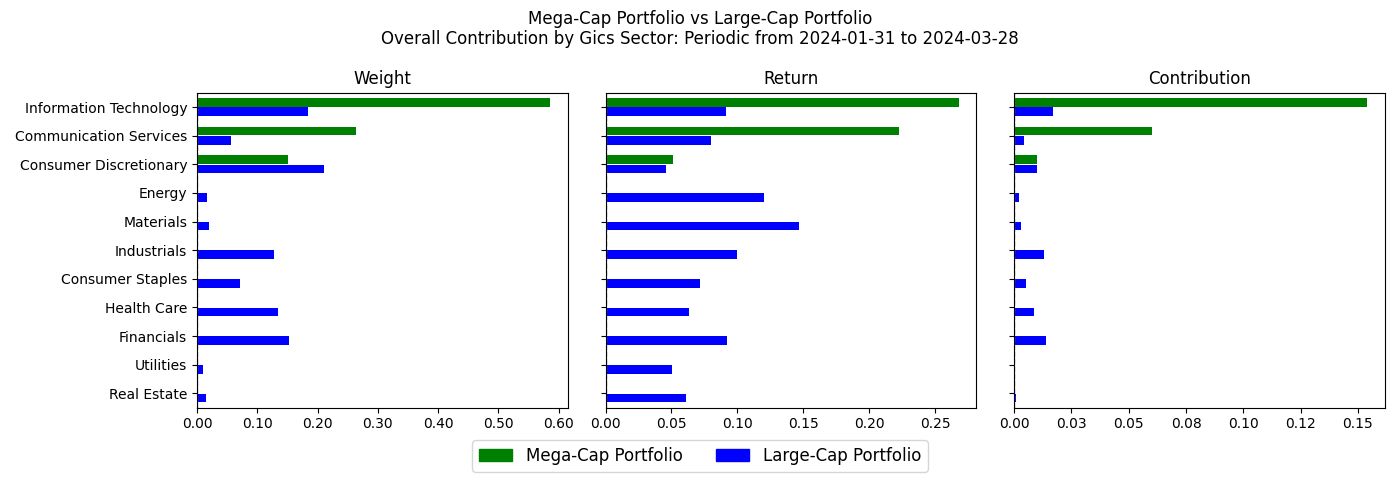 Mega-Cap Portfolio vs Large-Cap Portfolio
Overall Contribution by Gics Sector: Periodic from 2024-01-31 to 2024-03-28
Weight
Return
Contribution
Information Technology
Communication Services
Consumer Discretionary
Energy
Materials
Industrials
Consumer Staples
Health Care
Financials
Utilities
Real Estate
0.00 0.10 0.20 0.30 0.40 0.50 0.60
0.00 0.05 0.10 0.15 0.20 0.25
0.00 0.03 0.05 0.08 0.10 0.12 0.15
Mega-Cap Portfolio
Large-Cap Portfolio